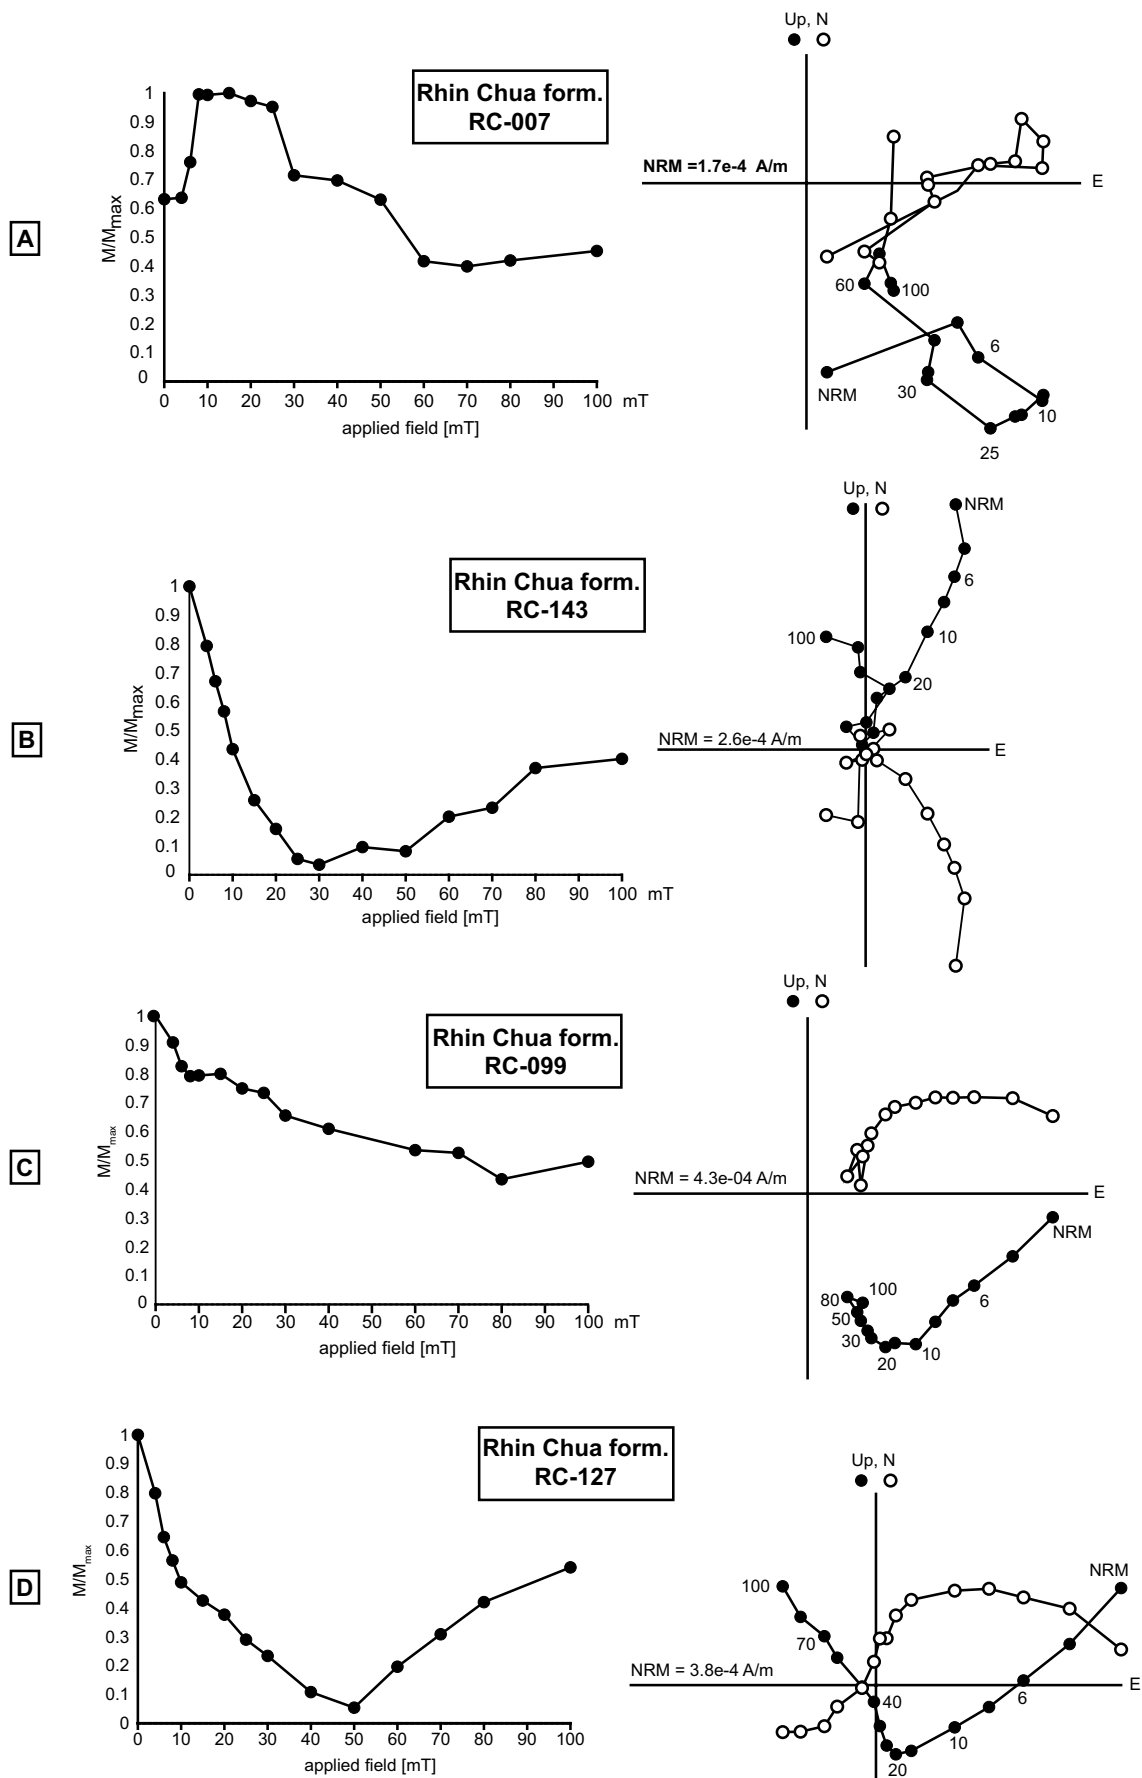 A
Rhin Chua form.
RC-007
M/Mmax
1
0.9
0.8
0.7
0.6
0.5
0.4
0.3
0.2
0.1
0
0 10 20 30 40 50 60 70 80 90 100 mT
applied field [mT]
Up, N
NRM =1.7e-4 A/m
E
60
100
6
NRM
30
10
25
B
Rhin Chua form.
RC-143
M/Mmax
1
0.9
0.8
0.7
0.6
0.5
0.4
0.3
0.2
0.1
0
0 10 20 30 40 50 60 70 80 90 100 mT
applied field [mT]
Up, N
NRM
6
100
10
20
NRM = 2.6e-4 A/m
E
C
Rhin Chua form.
RC-099
M/Mmax
1
0.9
0.8
0.7
0.6
0.5
0.4
0.3
0.2
0.1
0
0 10 20 30 40 50 60 70 80 90 100 mT
applied field [mT]
Up, N
NRM = 4.3e-04 A/m
E
NRM
100
80
6
50
30
10
20
D
Rhin Chua form.
RC-127
M/Mmax
1
0.9
0.8
0.7
0.6
0.5
0.4
0.3
0.2
0.1
0
0 10 20 30 40 50 60 70 80 90 100
applied field [mT]
Up, N
NRM
100
70
NRM = 3.8e-4 A/m
E
6
40
10
20